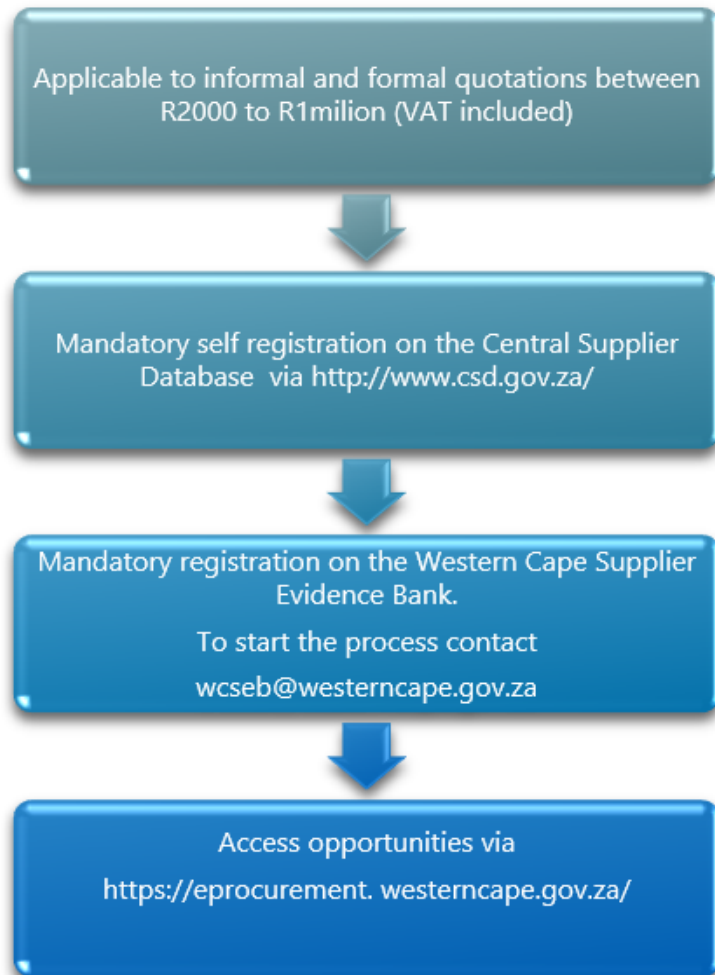 Applicable to informal and formal quotations between
R2000 to R1milion (VAT included)
Mandatory self registration on the Central Supplier
Database via http://www.csd.gov.za/
Mandatory registration on the Western Cape Supplier
Evidence Bank.
To start the process contact
wcseb@westerncape.gov.za
Access opportunities via
https://eprocurement. westerncape.gov.za/